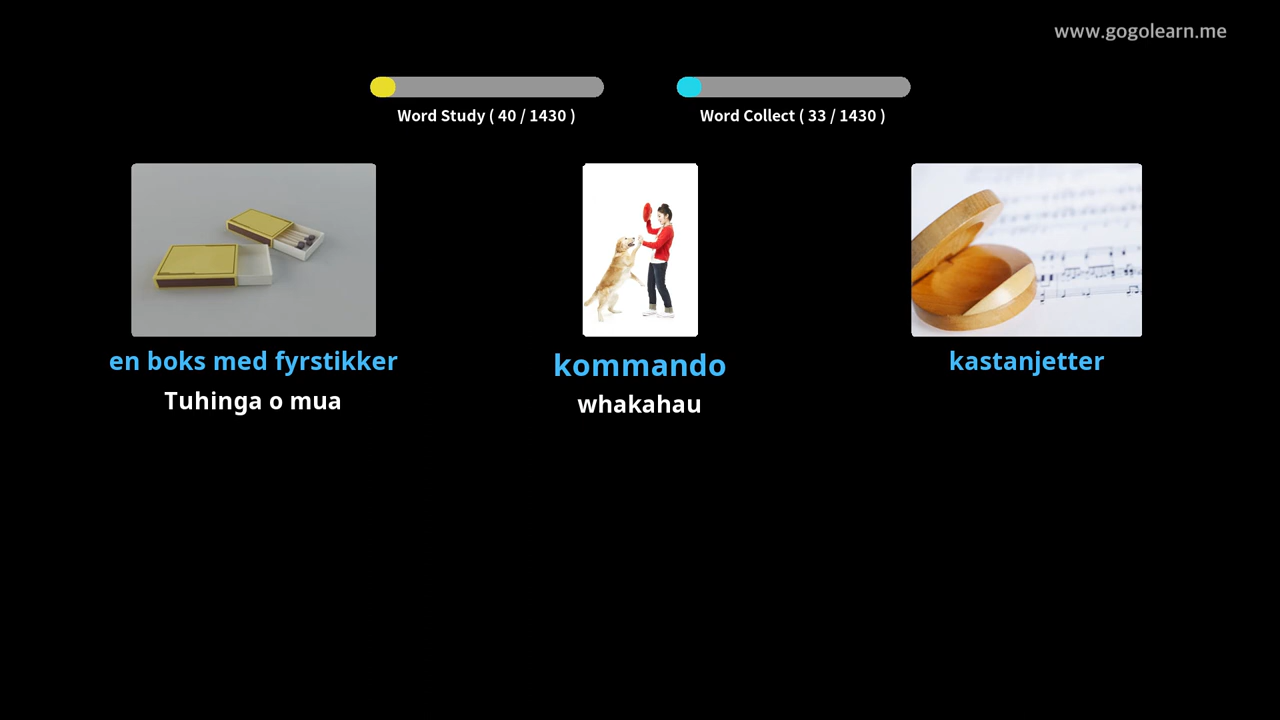 www.gogolearn.me
Word Study ( 40 / 1430 )
Word Collect ( 33 / 1430 )
en boks med fyrstikker
Tuhinga o mua
kommando
whakahau
kastanjetter